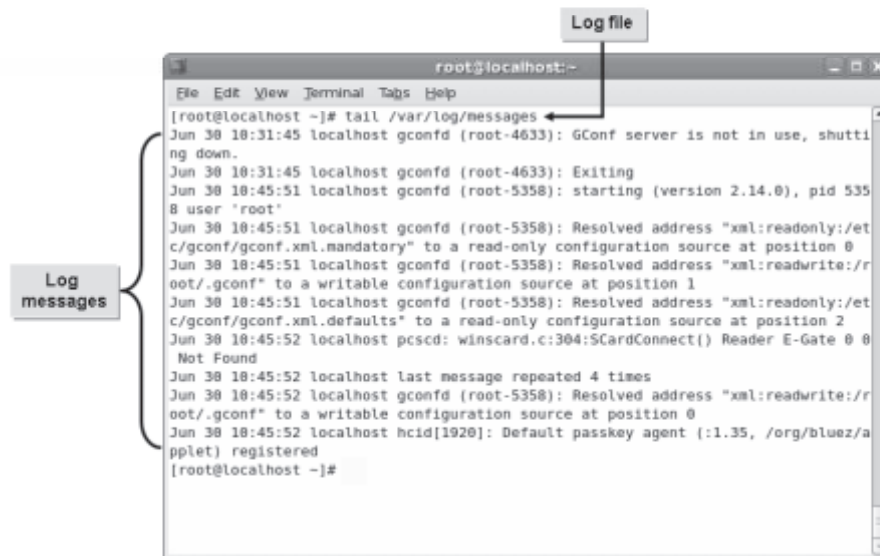 Log file
root@localhost:~
File Edit View Terminal Tabs Help
[root@localhost ~]# tail /var/log/messages
Jun 30 10:31:45 localhost gconfd (root-4633): GConf server is not in use, shutti
ng down.
Jun 30 10:31:45 localhost gconfd (root-4633): Exiting
Jun 30 10:45:51 localhost gconfd (root-5358): starting (version 2.14.0), pid 535
8 user 'root'
Jun 30 10:45:51 localhost gconfd (root-5358): Resolved address "xml:readonly:/et
c/gconf/gconf.xml.mandatory" to a read-only configuration source at position 0
Jun 30 10:45:51 localhost gconfd (root-5358): Resolved address "xml:readwrite:/r
oot/.gconf" to a writable configuration source at position 1
Jun 30 10:45:51 localhost gconfd (root-5358): Resolved address "xml:readonly:/et
c/gconf/gconf.xml.defaults" to a read-only configuration source at position 2
Jun 30 10:45:52 localhost pcscd: winscard.c:304:SCardConnect() Reader E-Gate 0 0
Not Found
Jun 30 10:45:52 localhost last message repeated 4 times
Jun 30 10:45:52 localhost gconfd (root-5358): Resolved address "xml:readwrite:/r
oot/.gconf" to a writable configuration source at position 0
Jun 30 10:45:52 localhost hcid[1920]: Default passkey agent (:1.35, /org/bluez/a
pplet) registered
[root@localhost ~]#
Log
messages